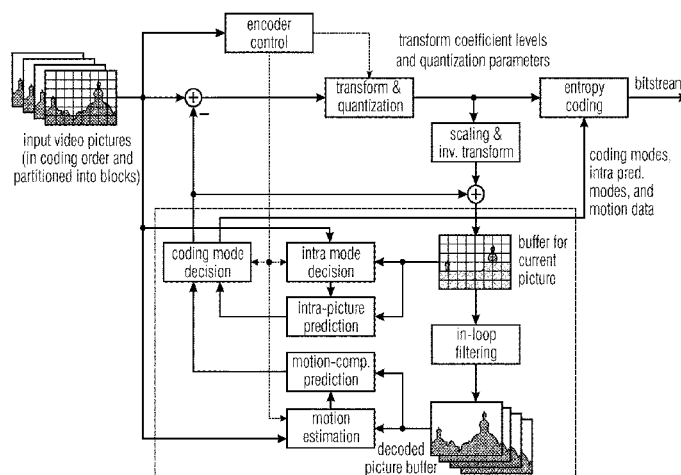 encoder
control
transform coefficient levels
and quantization parameters
transform &
quantization
entropy
coding
bitstream
input video pictures
(in coding order and
partitioned into blocks)
scaling &
inv. transform
coding modes,
intra pred.
modes, and
motion data
coding mode
decision
intra mode
decision
buffer for
current
picture
intra-picture
prediction
in-loop
filtering
motion-comp.
prediction
motion
estimation
decoded
picture buffer